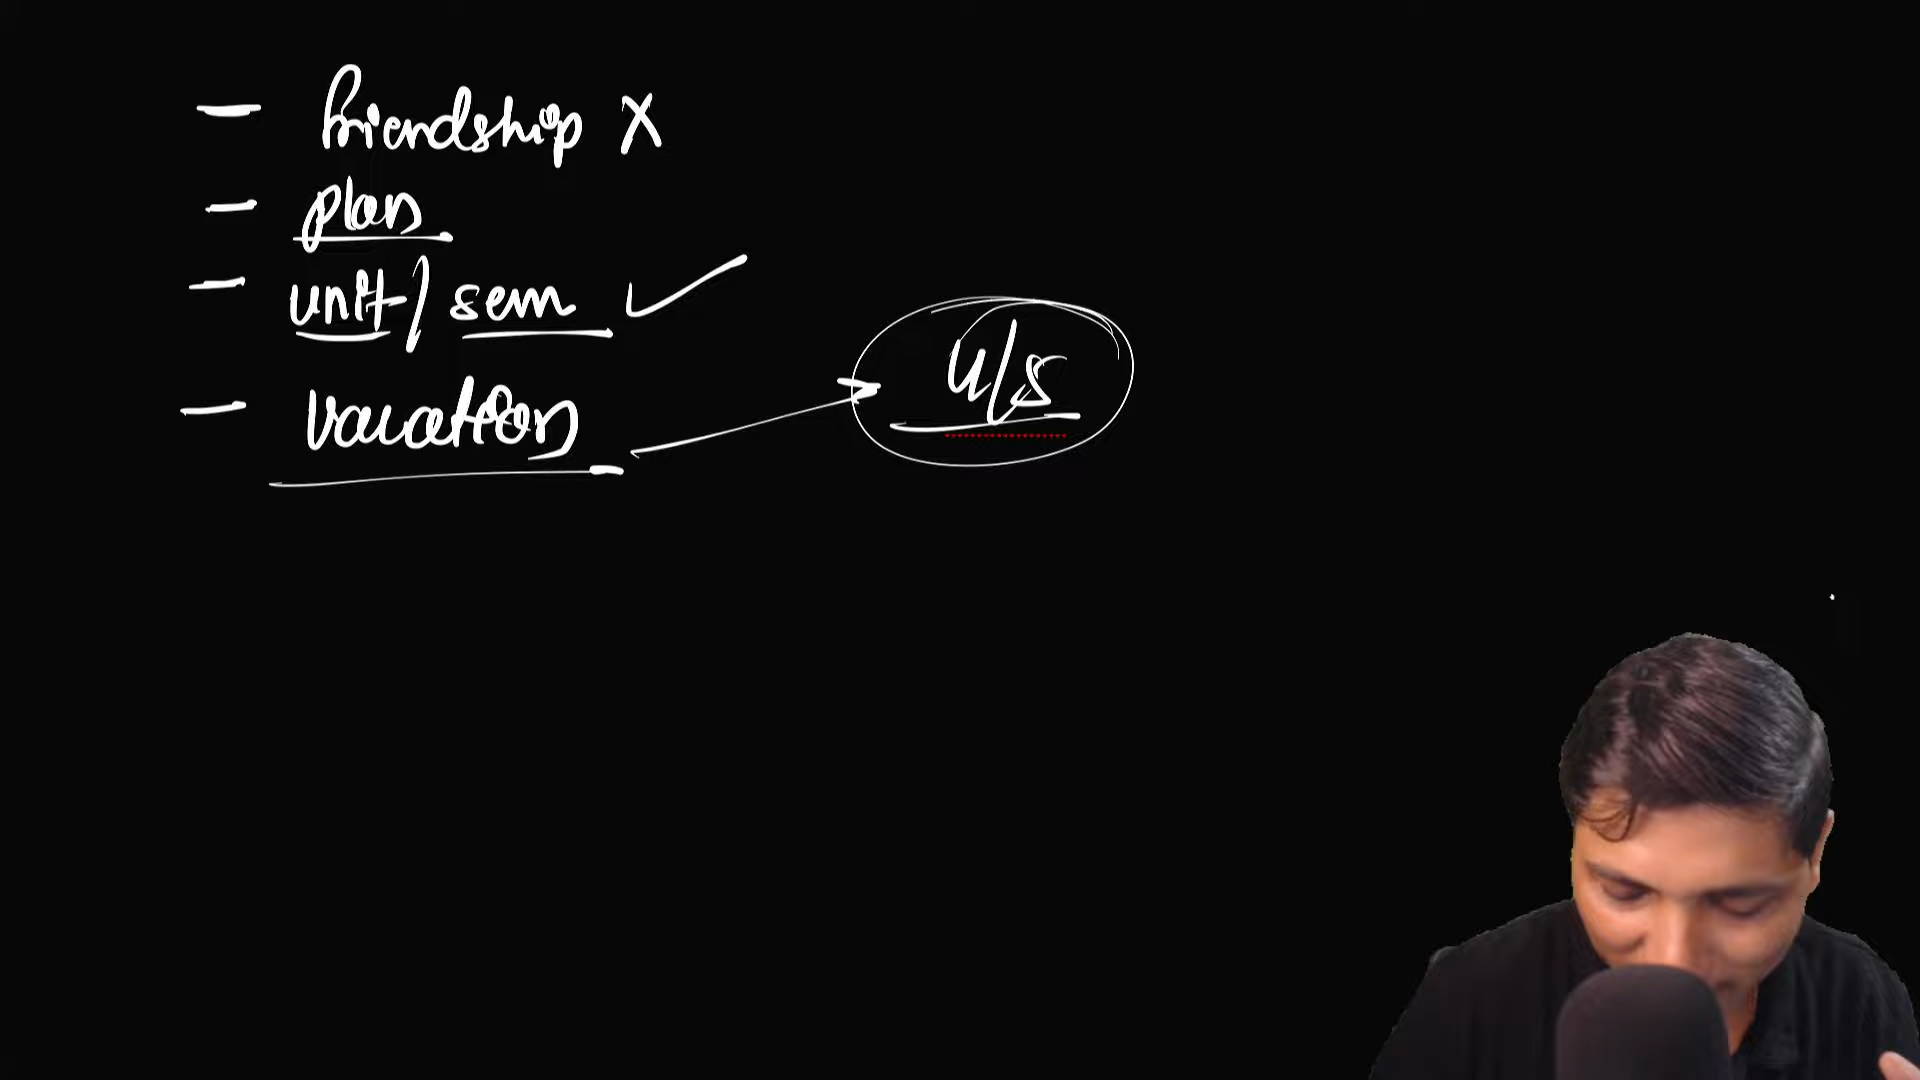 - friendship X
- plan
- unit / sem ✓
- vacation → u/s